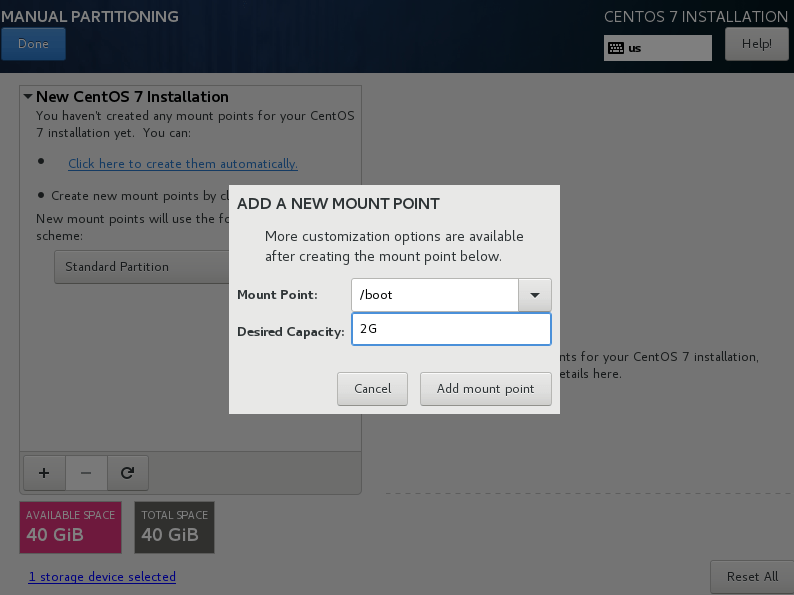 MANUAL PARTITIONING
CENTOS 7 INSTALLATION
Done
us
Help!
New CentOS 7 Installation
You haven't created any mount points for your CentOS
7 installation yet. You can:
• Click here to create them automatically.
• Create new mount points by cl
New mount points will use the fo
scheme:
Standard Partition
ADD A NEW MOUNT POINT
More customization options are available
after creating the mount point below.
Mount Point:
/boot
Desired Capacity:
2G
Cancel
Add mount point
nts for your CentOS 7 installation,
etails here.
+
−
AVAILABLE SPACE
40 GiB
TOTAL SPACE
40 GiB
1 storage device selected
Reset All